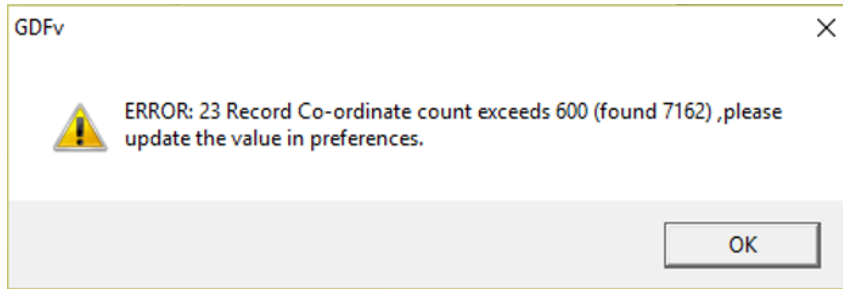 GDFv
ERROR: 23 Record Co-ordinate count exceeds 600 (found 7162) ,please
update the value in preferences.
OK